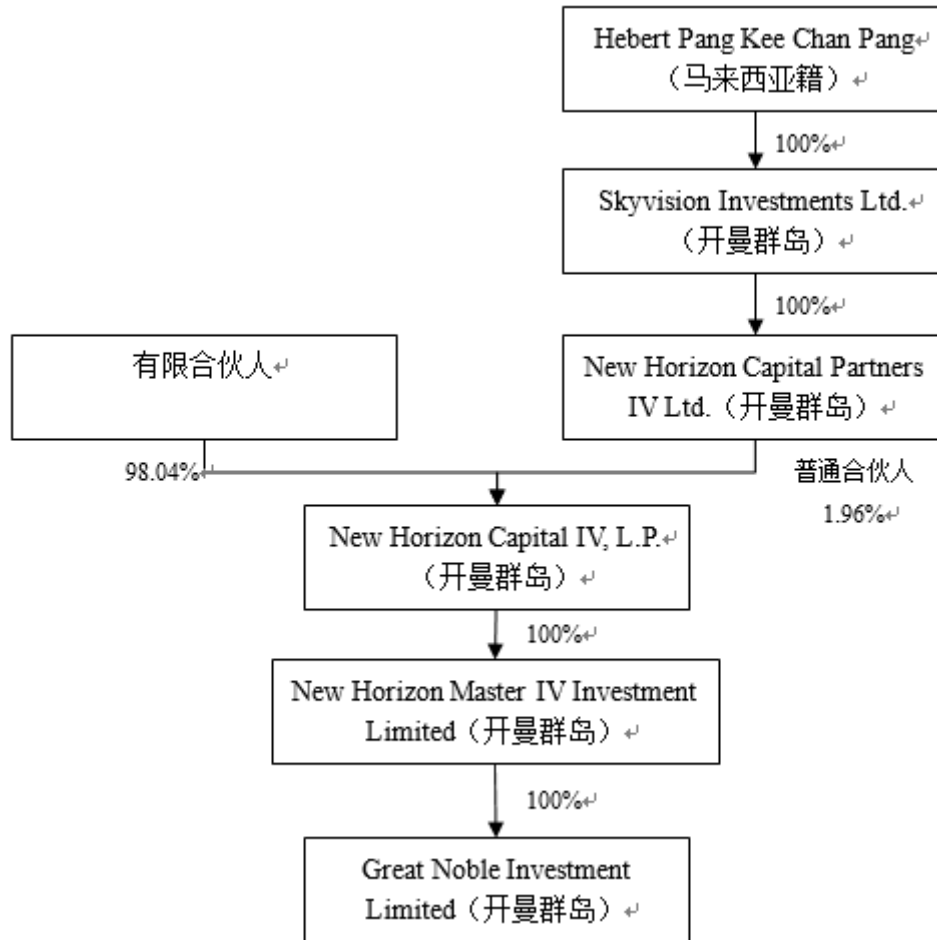 Hebert Pang Kee Chan Pang
（马来西亚籍）
100%
Skyvision Investments Ltd.
（开曼群岛）
100%
有限合伙人
New Horizon Capital Partners
IV Ltd.（开曼群岛）
98.04%
普通合伙人
1.96%
New Horizon Capital IV, L.P.
（开曼群岛）
100%
New Horizon Master IV Investment
Limited（开曼群岛）
100%
Great Noble Investment
Limited（开曼群岛）